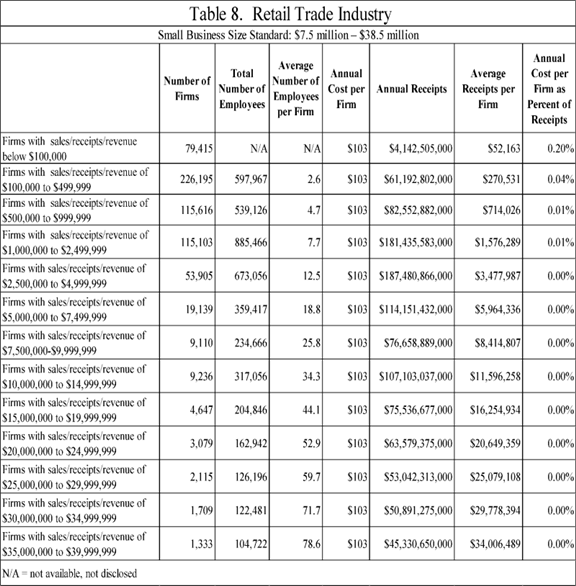 Table 8. Retail Trade Industry
Small Business Size Standard: $7.5 million – $38.5 million
Number of Firms Total Number of Employees Average Number of Employees per Firm Annual Cost per Firm Annual Receipts Average Receipts per Firm Annual Cost per Firm as Percent of Receipts
Firms with sales/receipts/revenue
below $100,000 79,415 N/A N/A $103 $4,142,505,000 $52,163 0.20%
Firms with sales/receipts/revenue of
$100,000 to $499,999 226,195 597,967 2.6 $103 $61,192,802,000 $270,531 0.04%
Firms with sales/receipts/revenue of
$500,000 to $999,999 115,616 539,126 4.7 $103 $82,552,882,000 $714,026 0.01%
Firms with sales/receipts/revenue of
$1,000,000 to $2,499,999 115,103 885,466 7.7 $103 $181,435,583,000 $1,576,289 0.01%
Firms with sales/receipts/revenue of
$2,500,000 to $4,999,999 53,905 673,056 12.5 $103 $187,480,866,000 $3,477,987 0.00%
Firms with sales/receipts/revenue of
$5,000,000 to $7,499,999 19,139 359,417 18.8 $103 $114,151,432,000 $5,964,336 0.00%
Firms with sales/receipts/revenue of
$7,500,000-$9,999,999 9,110 234,666 25.8 $103 $76,658,889,000 $8,414,807 0.00%
Firms with sales/receipts/revenue of
$10,000,000 to $14,999,999 9,236 317,056 34.3 $103 $107,103,037,000 $11,596,258 0.00%
Firms with sales/receipts/revenue of
$15,000,000 to $19,999,999 4,647 204,846 44.1 $103 $75,536,677,000 $16,254,934 0.00%
Firms with sales/receipts/revenue of
$20,000,000 to $24,999,999 3,079 162,942 52.9 $103 $63,579,375,000 $20,649,359 0.00%
Firms with sales/receipts/revenue of
$25,000,000 to $29,999,999 2,115 126,196 59.7 $103 $53,042,313,000 $25,079,108 0.00%
Firms with sales/receipts/revenue of
$30,000,000 to $34,999,999 1,709 122,481 71.7 $103 $50,891,275,000 $29,778,394 0.00%
Firms with sales/receipts/revenue of
$35,000,000 to $39,999,999 1,333 104,722 78.6 $103 $45,330,650,000 $34,006,489 0.00%
N/A = not available, not disclosed